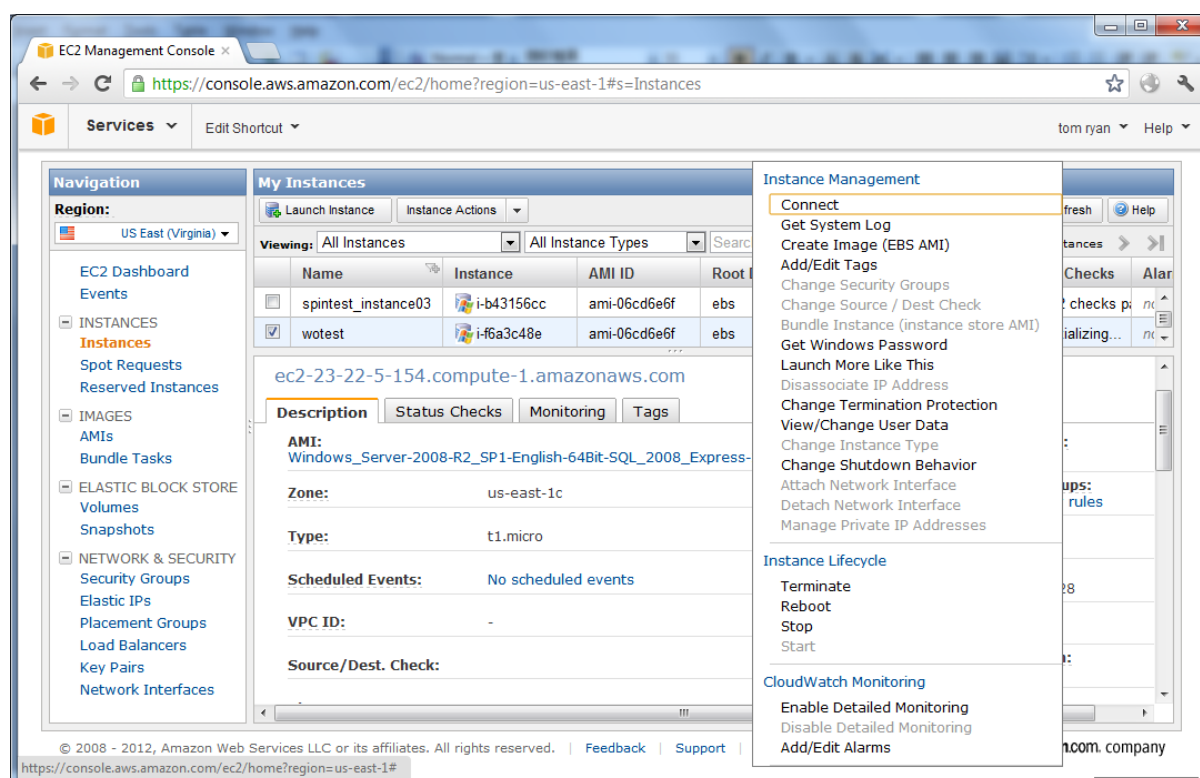 EC2 Management Console ×
https://console.aws.amazon.com/ec2/home?region=us-east-1#s=Instances
Services Edit Shortcut tom ryan Help
Navigation
Region:
US East (Virginia)
EC2 Dashboard
Events
INSTANCES
Instances
Spot Requests
Reserved Instances
IMAGES
AMIs
Bundle Tasks
ELASTIC BLOCK STORE
Volumes
Snapshots
NETWORK & SECURITY
Security Groups
Elastic IPs
Placement Groups
Load Balancers
Key Pairs
Network Interfaces
My Instances
Launch Instance Instance Actions fresh Help
Viewing: All Instances All Instance Types Searc tances
Name Instance AMI ID Root Checks Alar
spintest_instance03 i-b43156cc ami-06cd6e6f ebs checks
wotest i-f6a3c48e ami-06cd6e6f ebs ializing...
ec2-23-22-5-154.compute-1.amazonaws.com
Description Status Checks Monitoring Tags
AMI:
Windows_Server-2008-R2_SP1-English-64Bit-SQL_2008_Express-
Zone: us-east-1c ups:
rules
Type: t1.micro
Scheduled Events: No scheduled events 28
VPC ID: -
Source/Dest. Check:
Instance Management
Connect
Get System Log
Create Image (EBS AMI)
Add/Edit Tags
Change Security Groups
Change Source / Dest Check
Bundle Instance (instance store AMI)
Get Windows Password
Launch More Like This
Disassociate IP Address
Change Termination Protection
View/Change User Data
Change Instance Type
Change Shutdown Behavior
Attach Network Interface
Detach Network Interface
Manage Private IP Addresses
Instance Lifecycle
Terminate
Reboot
Stop
Start
CloudWatch Monitoring
Enable Detailed Monitoring
Disable Detailed Monitoring
Add/Edit Alarms
© 2008 - 2012, Amazon Web Services LLC or its affiliates. All rights reserved. | Feedback | Support | n.com. company
https://console.aws.amazon.com/ec2/home?region=us-east-1#